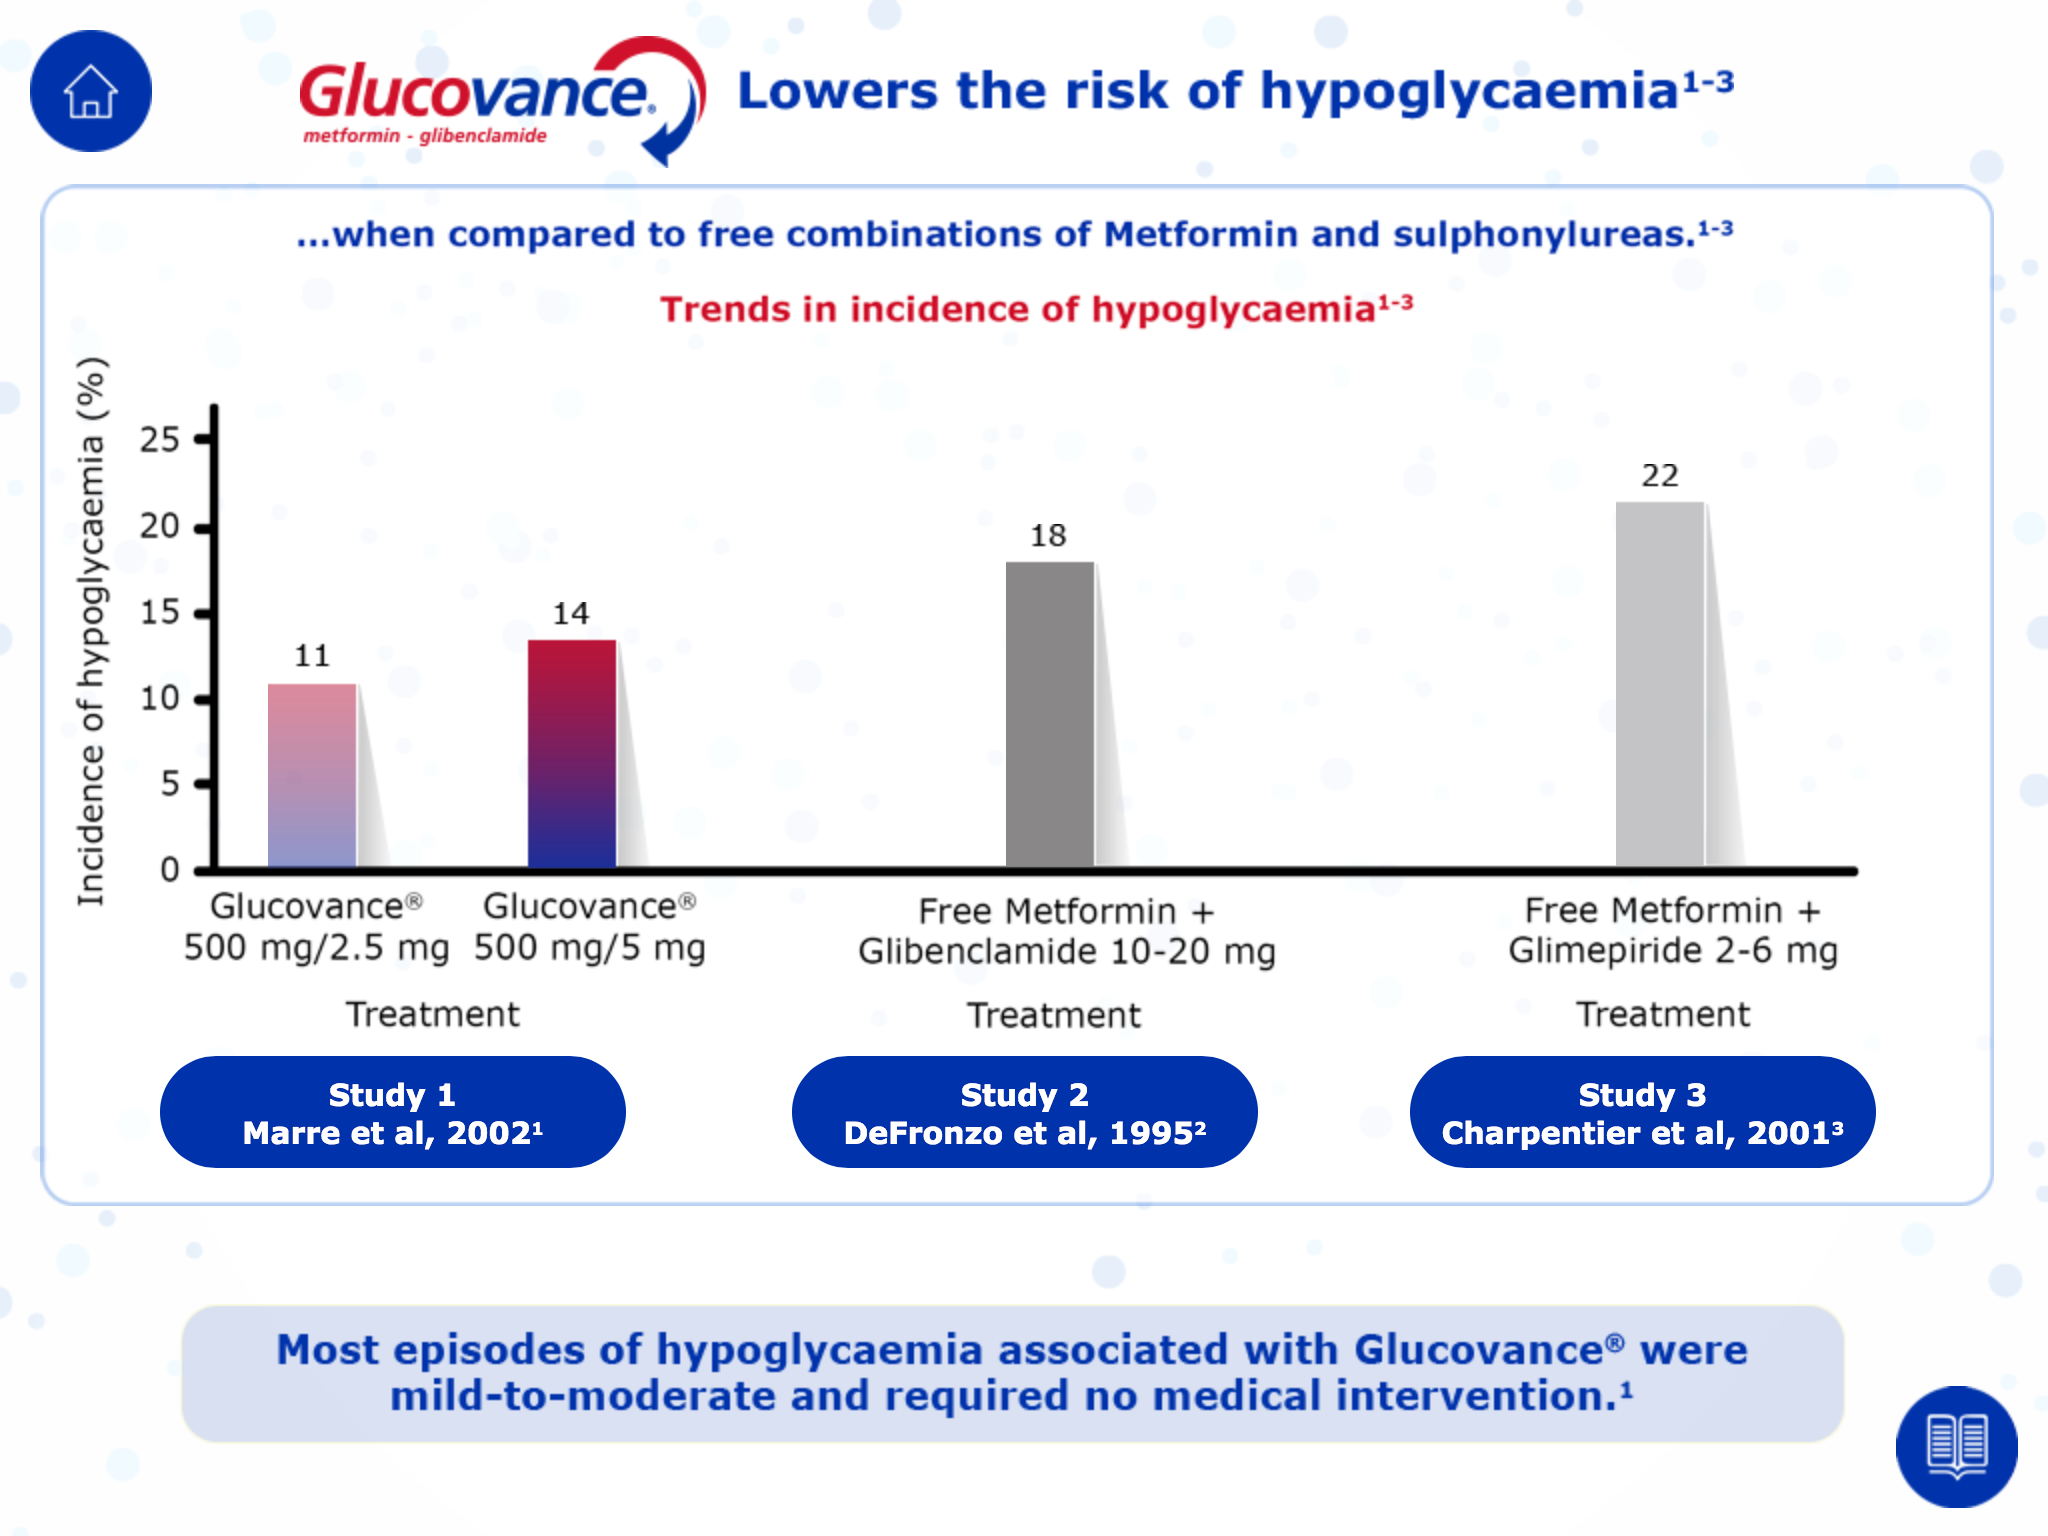 Glucovance®
metformin - glibenclamide
Lowers the risk of hypoglycaemia¹⁻³
...when compared to free combinations of Metformin and sulphonylureas.¹⁻³
Trends in incidence of hypoglycaemia¹⁻³
Incidence of hypoglycaemia (%)
25
20
15
10
5
0
11
14
18
22
Glucovance®
500 mg/2.5 mg
Glucovance®
500 mg/5 mg
Treatment
Free Metformin +
Glibenclamide 10-20 mg
Treatment
Free Metformin +
Glimepiride 2-6 mg
Treatment
Study 1
Marre et al, 2002¹
Study 2
DeFronzo et al, 1995²
Study 3
Charpentier et al, 2001³
Most episodes of hypoglycaemia associated with Glucovance® were
mild-to-moderate and required no medical intervention.¹